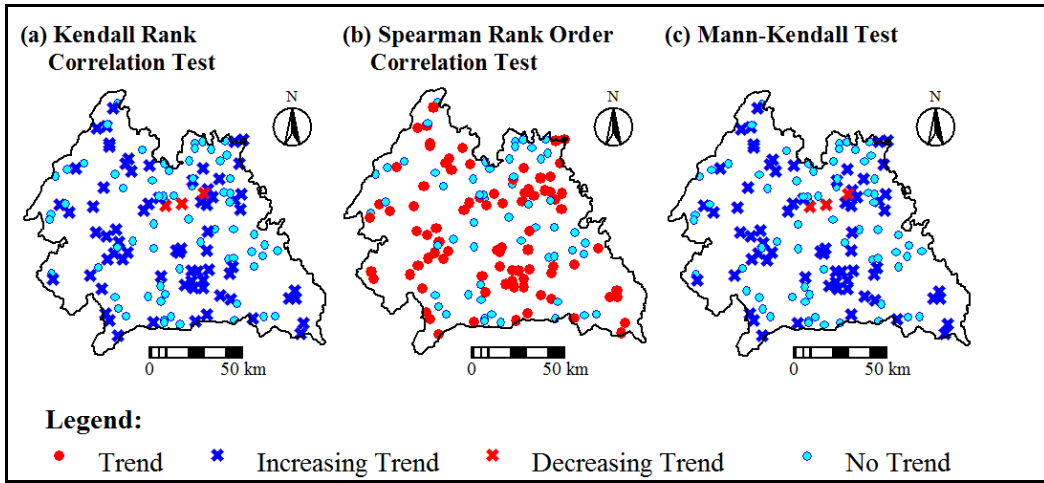 (a) Kendall Rank
Correlation Test
(b) Spearman Rank Order
Correlation Test
(c) Mann-Kendall Test
N
N
N
0 50 km
0 50 km
0 50 km
Legend:
Trend Increasing Trend Decreasing Trend No Trend